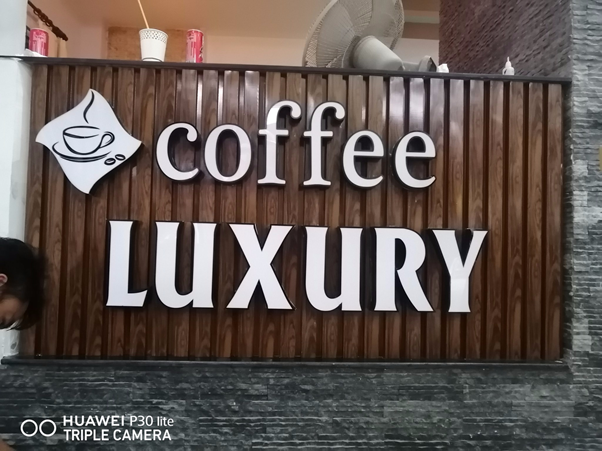 coffee
LUXURY
HUAWEI P30 lite
TRIPLE CAMERA